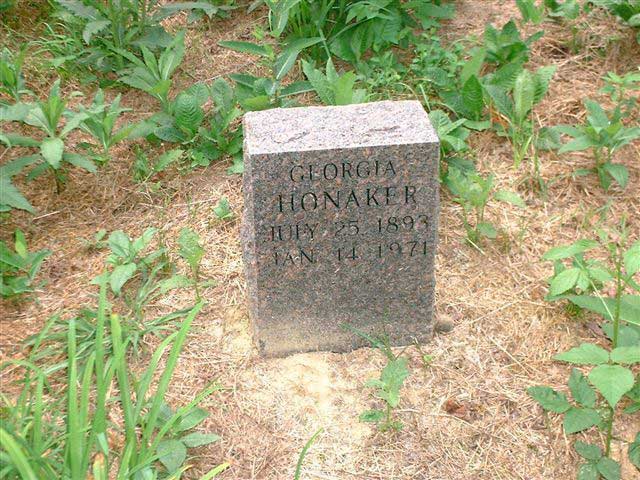 GEORGIA
HONAKER
JULY 25 1893
JAN 14 1971